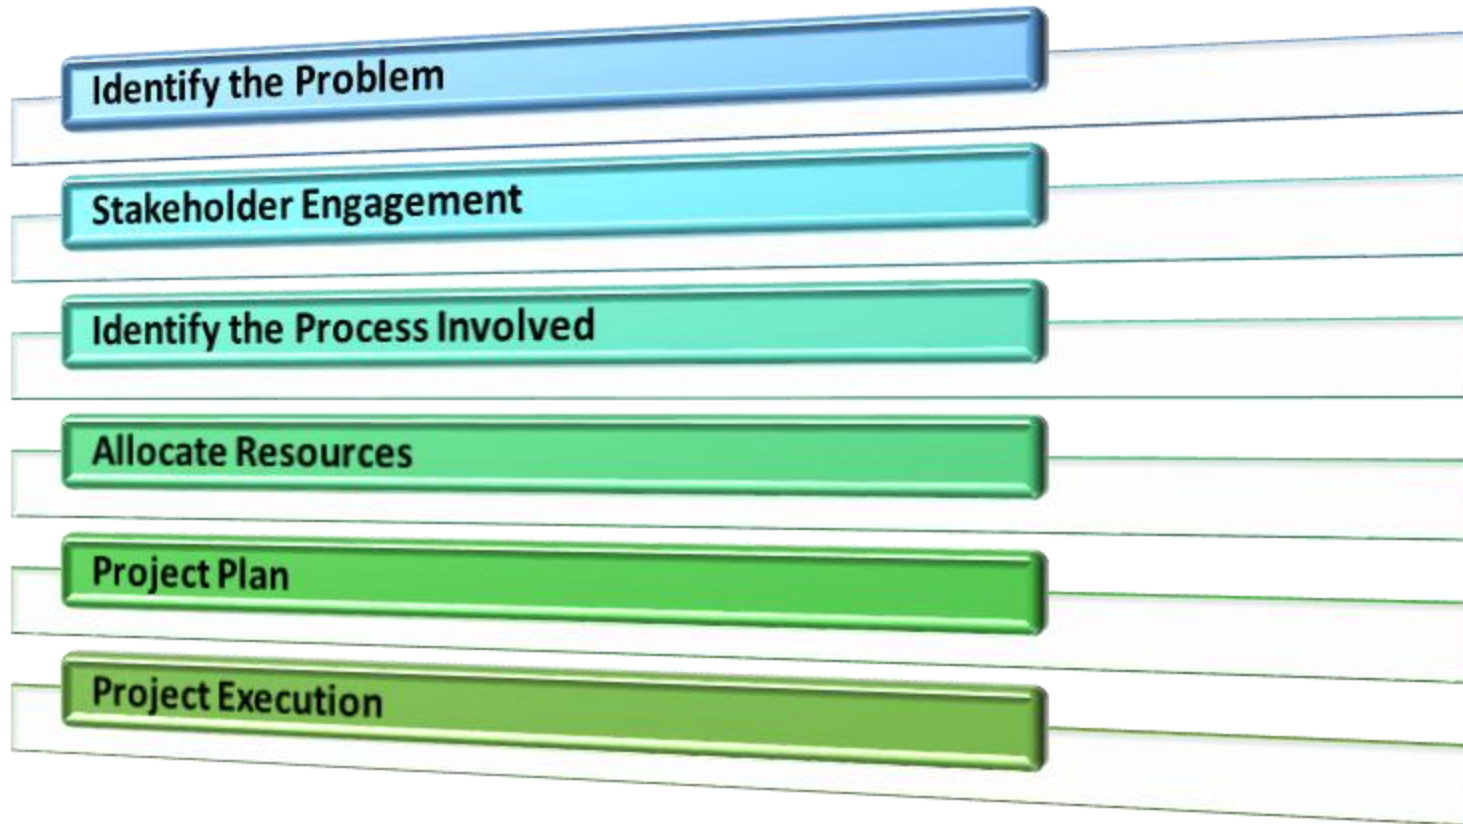 Identify the Problem
Stakeholder Engagement
Identify the Process Involved
Allocate Resources
Project Plan
Project Execution